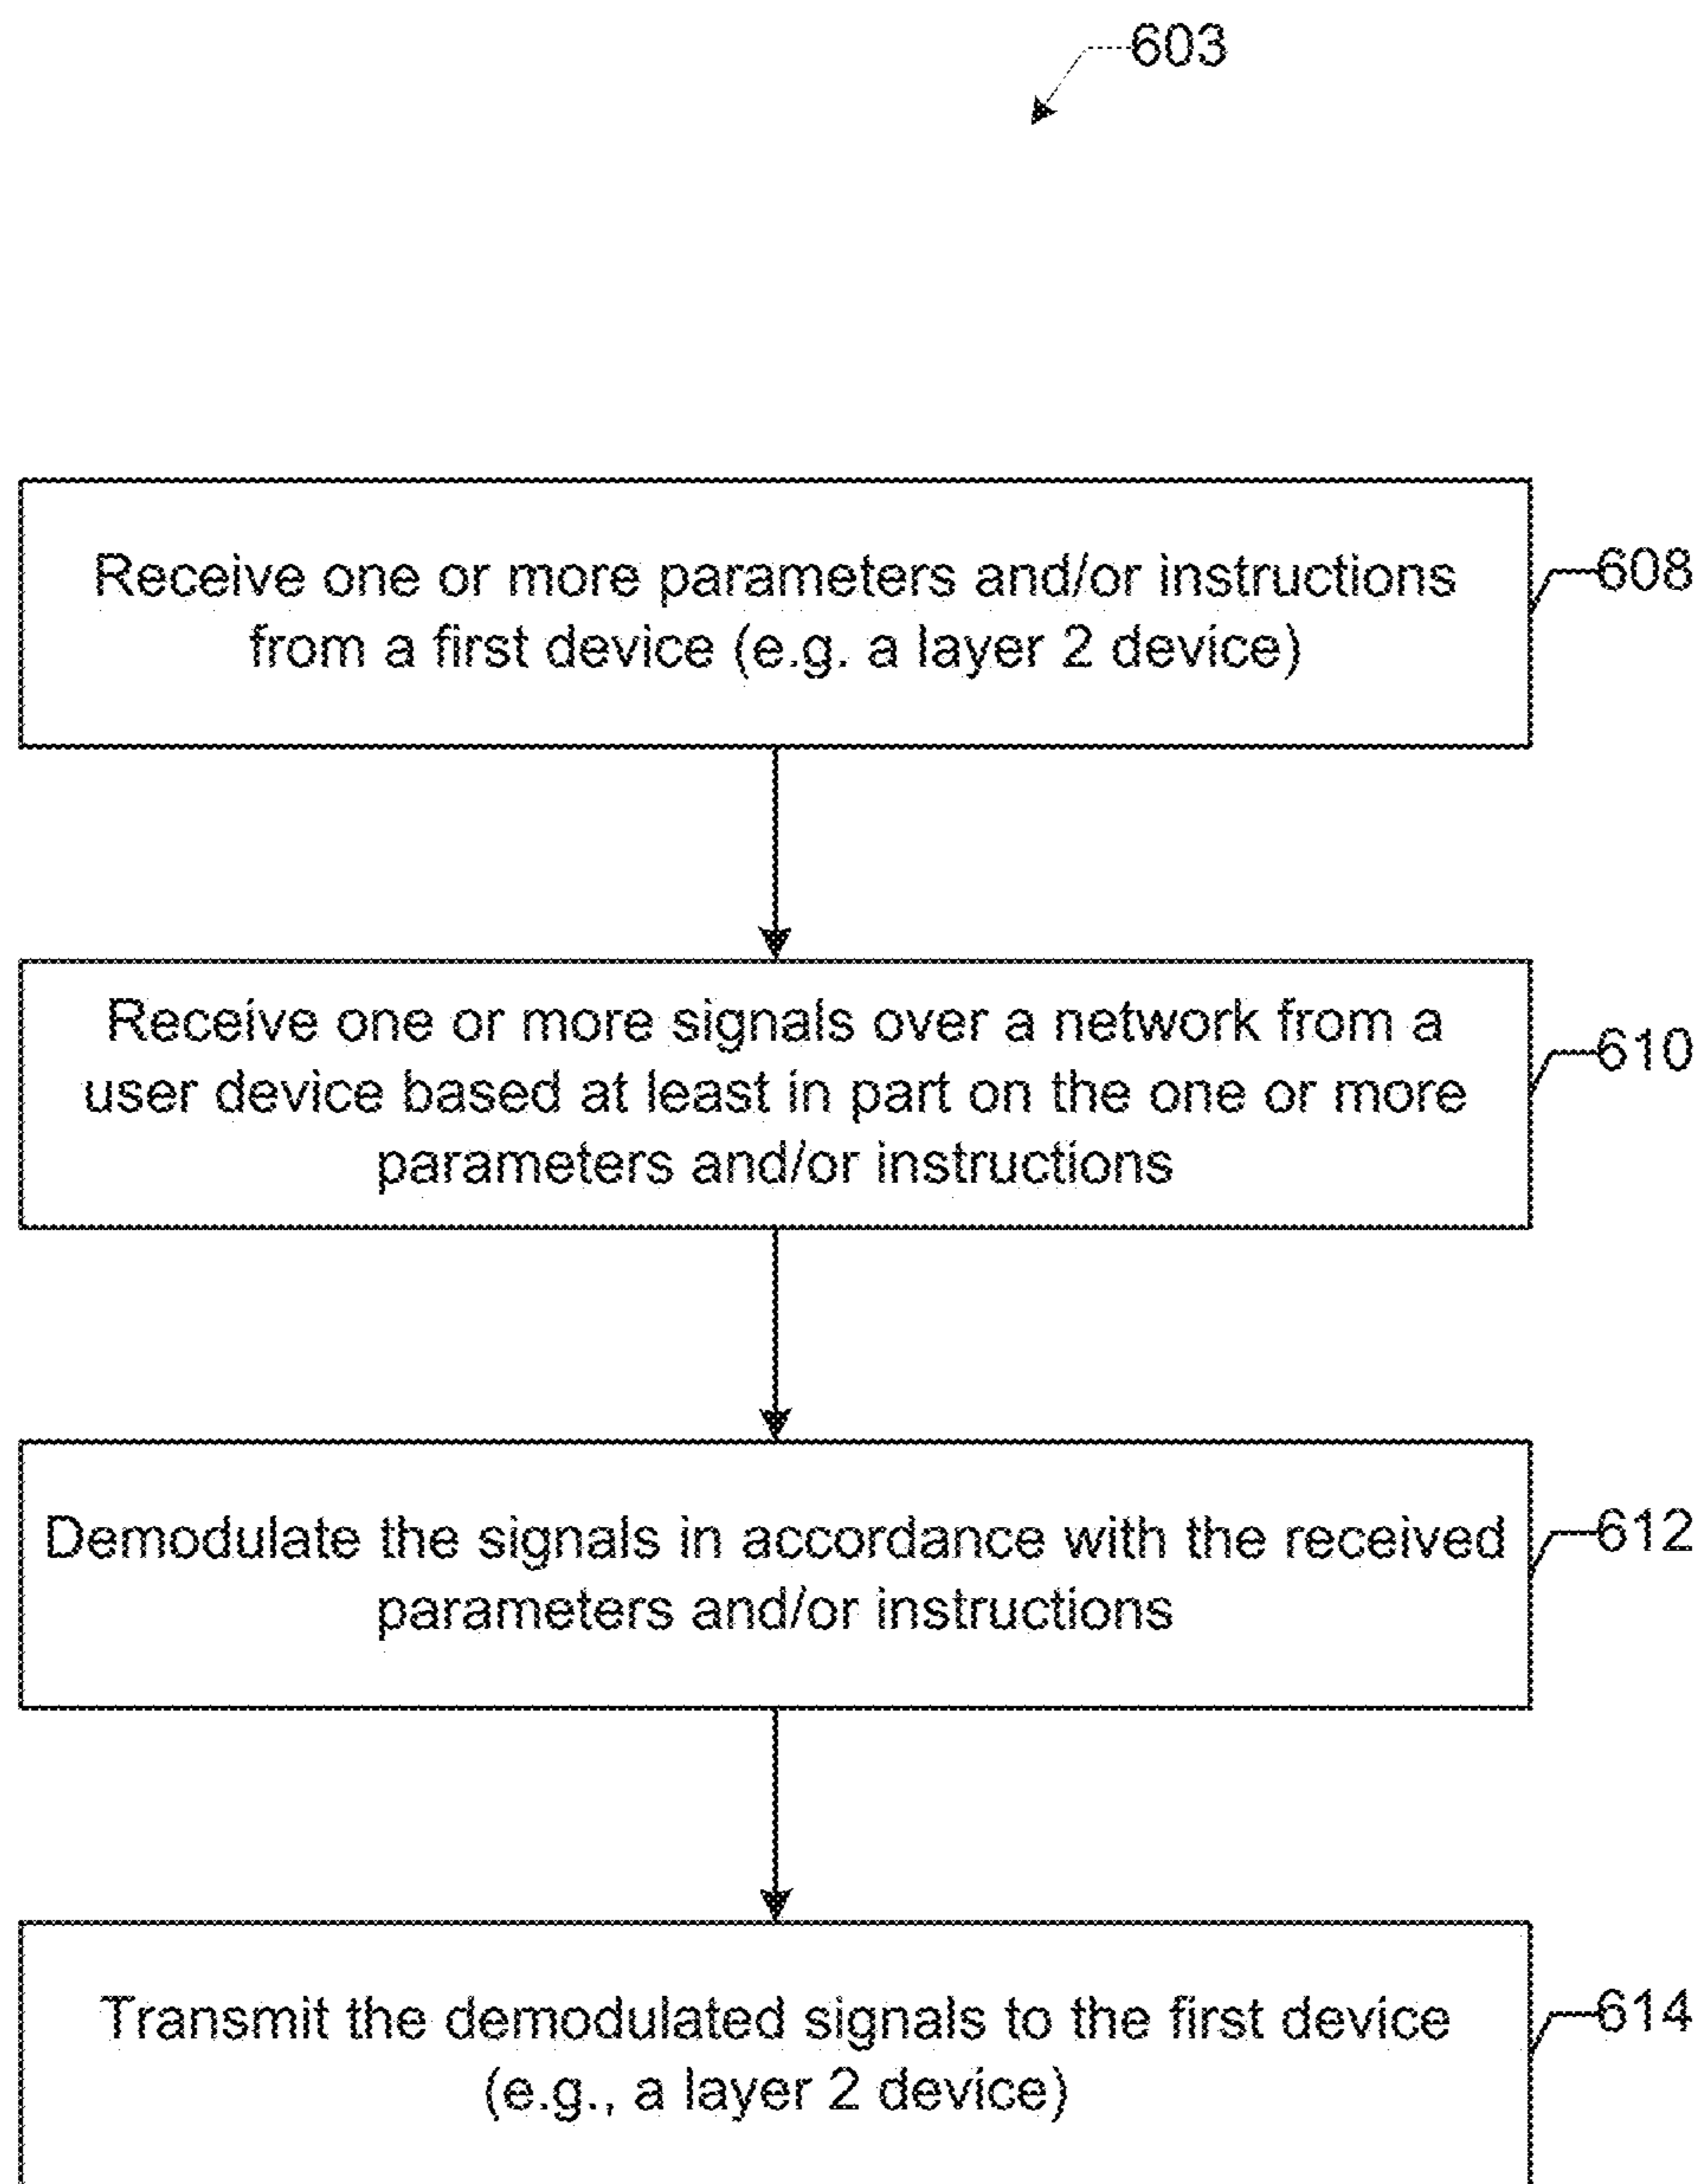 603
Receive one or more parameters and/or instructions
from a first device (e.g. a layer 2 device)
608
Receive one or more signals over a network from a
user device based at least in part on the one or more
parameters and/or instructions
610
Demodulate the signals in accordance with the received
parameters and/or instructions
612
Transmit the demodulated signals to the first device
(e.g., a layer 2 device)
614